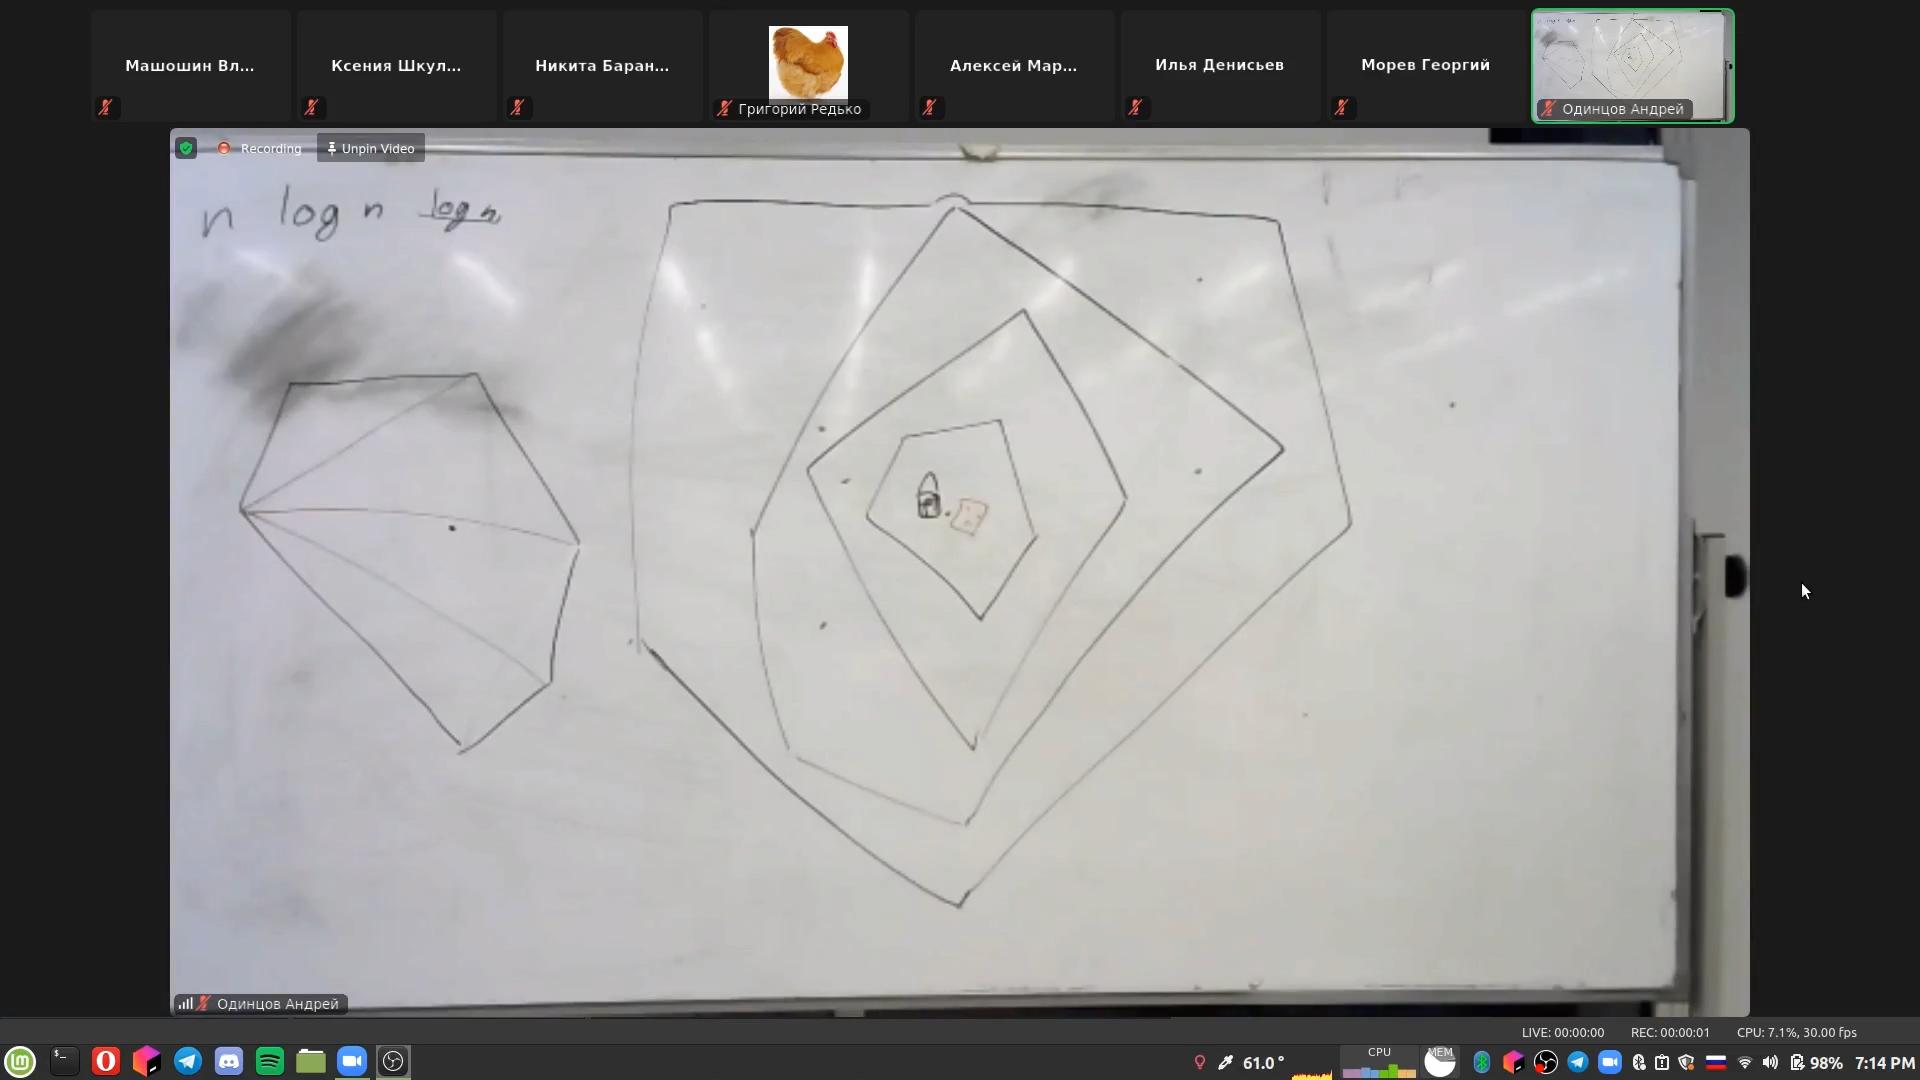 Машошин Вл...
Ксения Шкул...
Никита Баран...
Григорий Редько
Алексей Мар...
Илья Денисьев
Морев Георгий
Одинцов Андрей
Recording
Unpin Video
n log n log n
Одинцов Андрей
LIVE: 00:00:00 REC: 00:00:01 CPU: 7.1%, 30.00 fps
61.0° CPU MEM 98% 7:14 PM